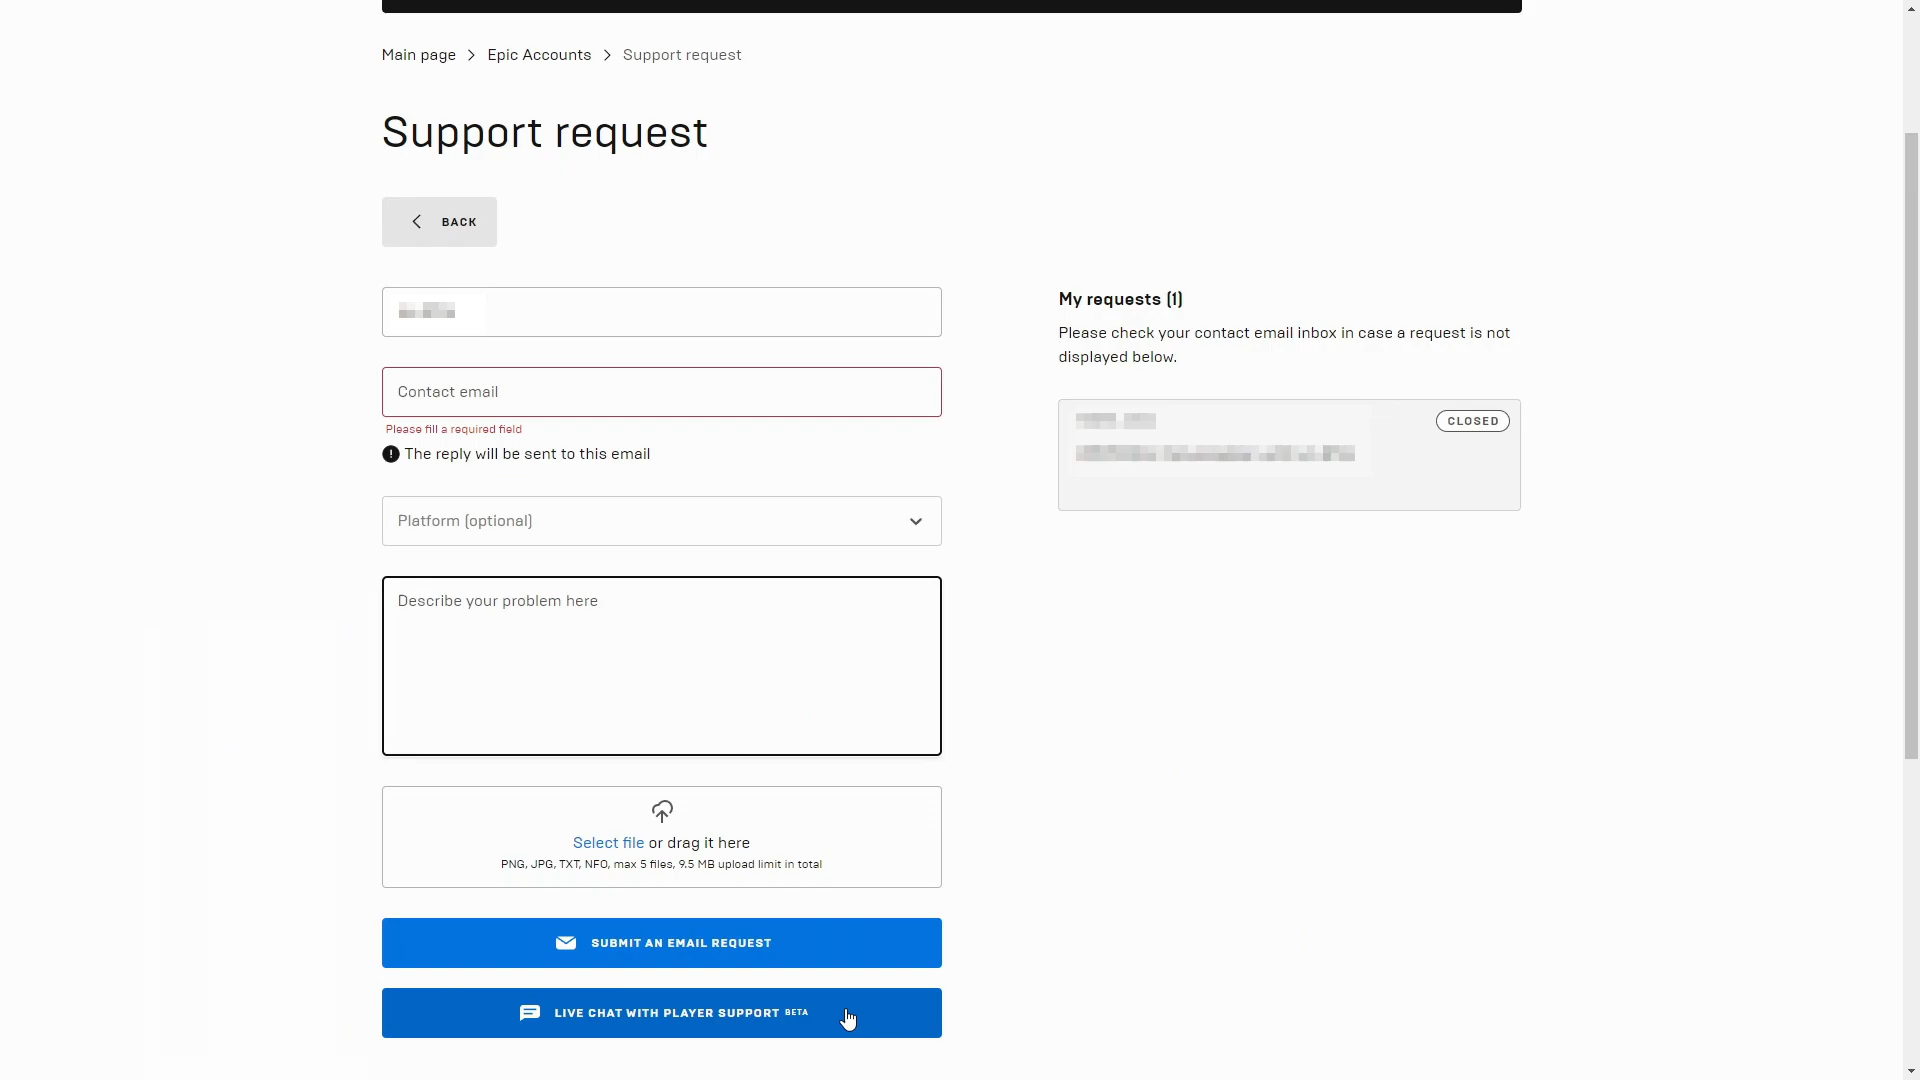 Main page > Epic Accounts > Support request
Support request
BACK
Contact email
Please fill a required field
The reply will be sent to this email
Platform (optional)
Describe your problem here
Select file or drag it here
PNG, JPG, TXT, NFO, max 5 files, 9.5 MB upload limit in total
SUBMIT AN EMAIL REQUEST
LIVE CHAT WITH PLAYER SUPPORT BETA
My requests (1)
Please check your contact email inbox in case a request is not
displayed below.
CLOSED